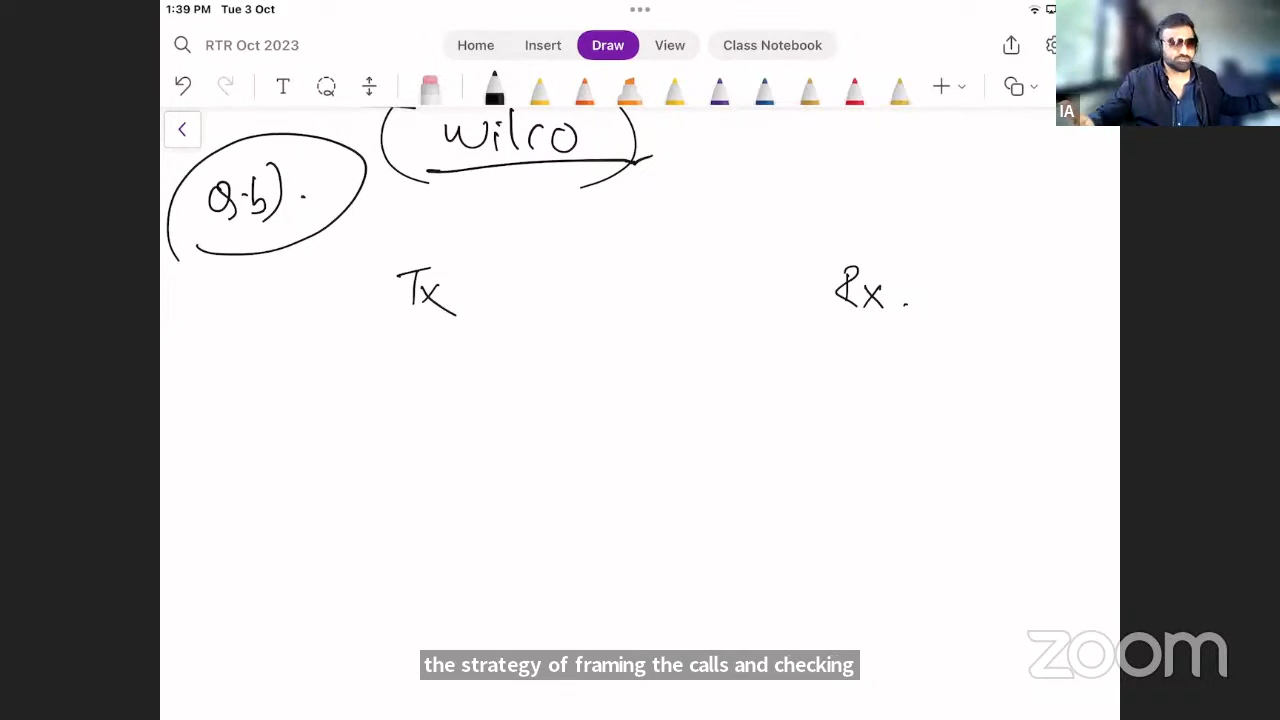 1:39 PM Tue 3 Oct
RTR Oct 2023
Home Insert Draw View Class Notebook
T
IA
Wilco
Q.b).
Tx Rx.
the strategy of framing the calls and checking
zoom